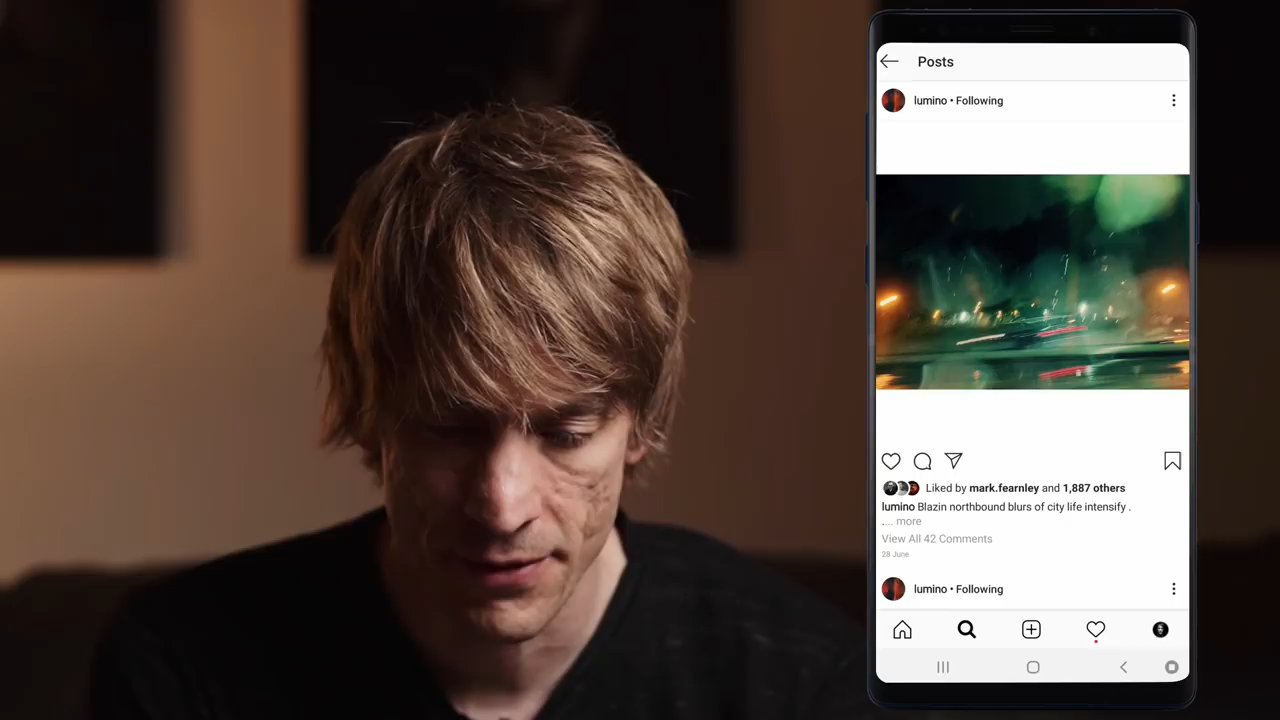 Posts
lumino • Following
Liked by mark.fearnley and 1,887 others
lumino Blazin northbound blurs of city life intensify .
.... more
View All 42 Comments
28 June
lumino • Following